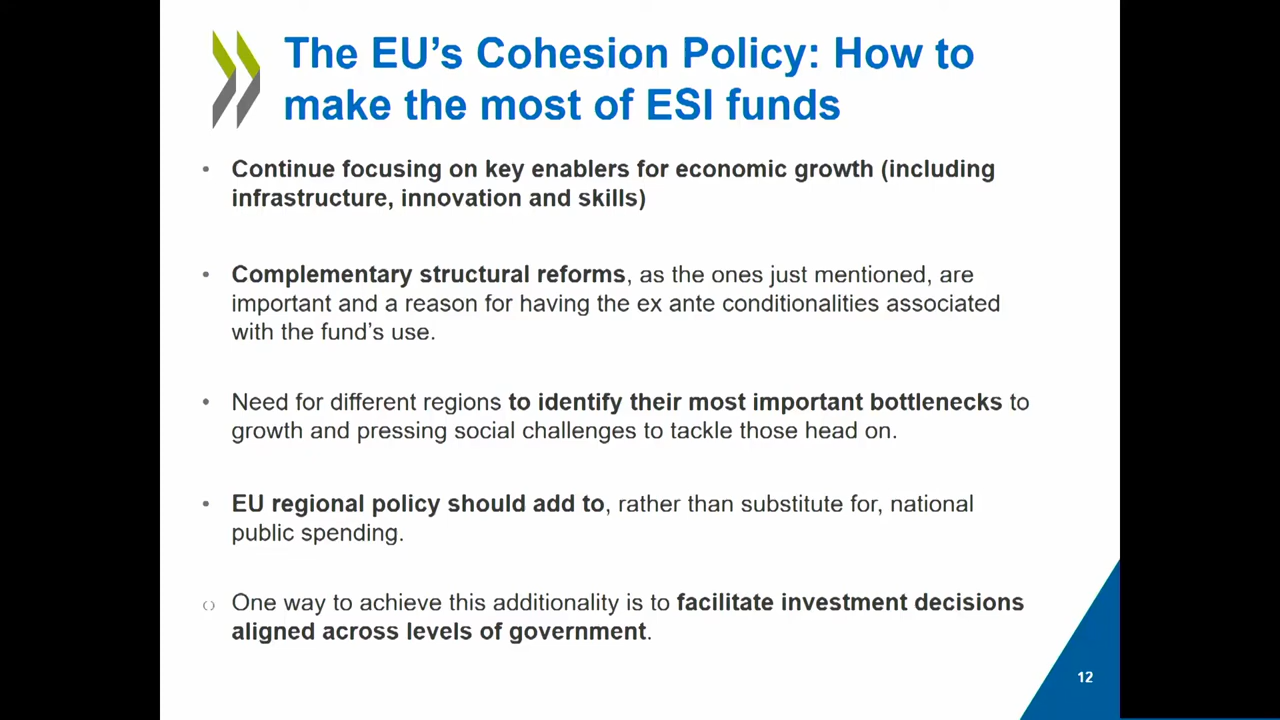 The EU’s Cohesion Policy: How to
make the most of ESI funds
• Continue focusing on key enablers for economic growth (including
infrastructure, innovation and skills)
• Complementary structural reforms, as the ones just mentioned, are
important and a reason for having the ex ante conditionalities associated
with the fund’s use.
• Need for different regions to identify their most important bottlenecks to
growth and pressing social challenges to tackle those head on.
• EU regional policy should add to, rather than substitute for, national
public spending.
One way to achieve this additionality is to facilitate investment decisions
aligned across levels of government.
12